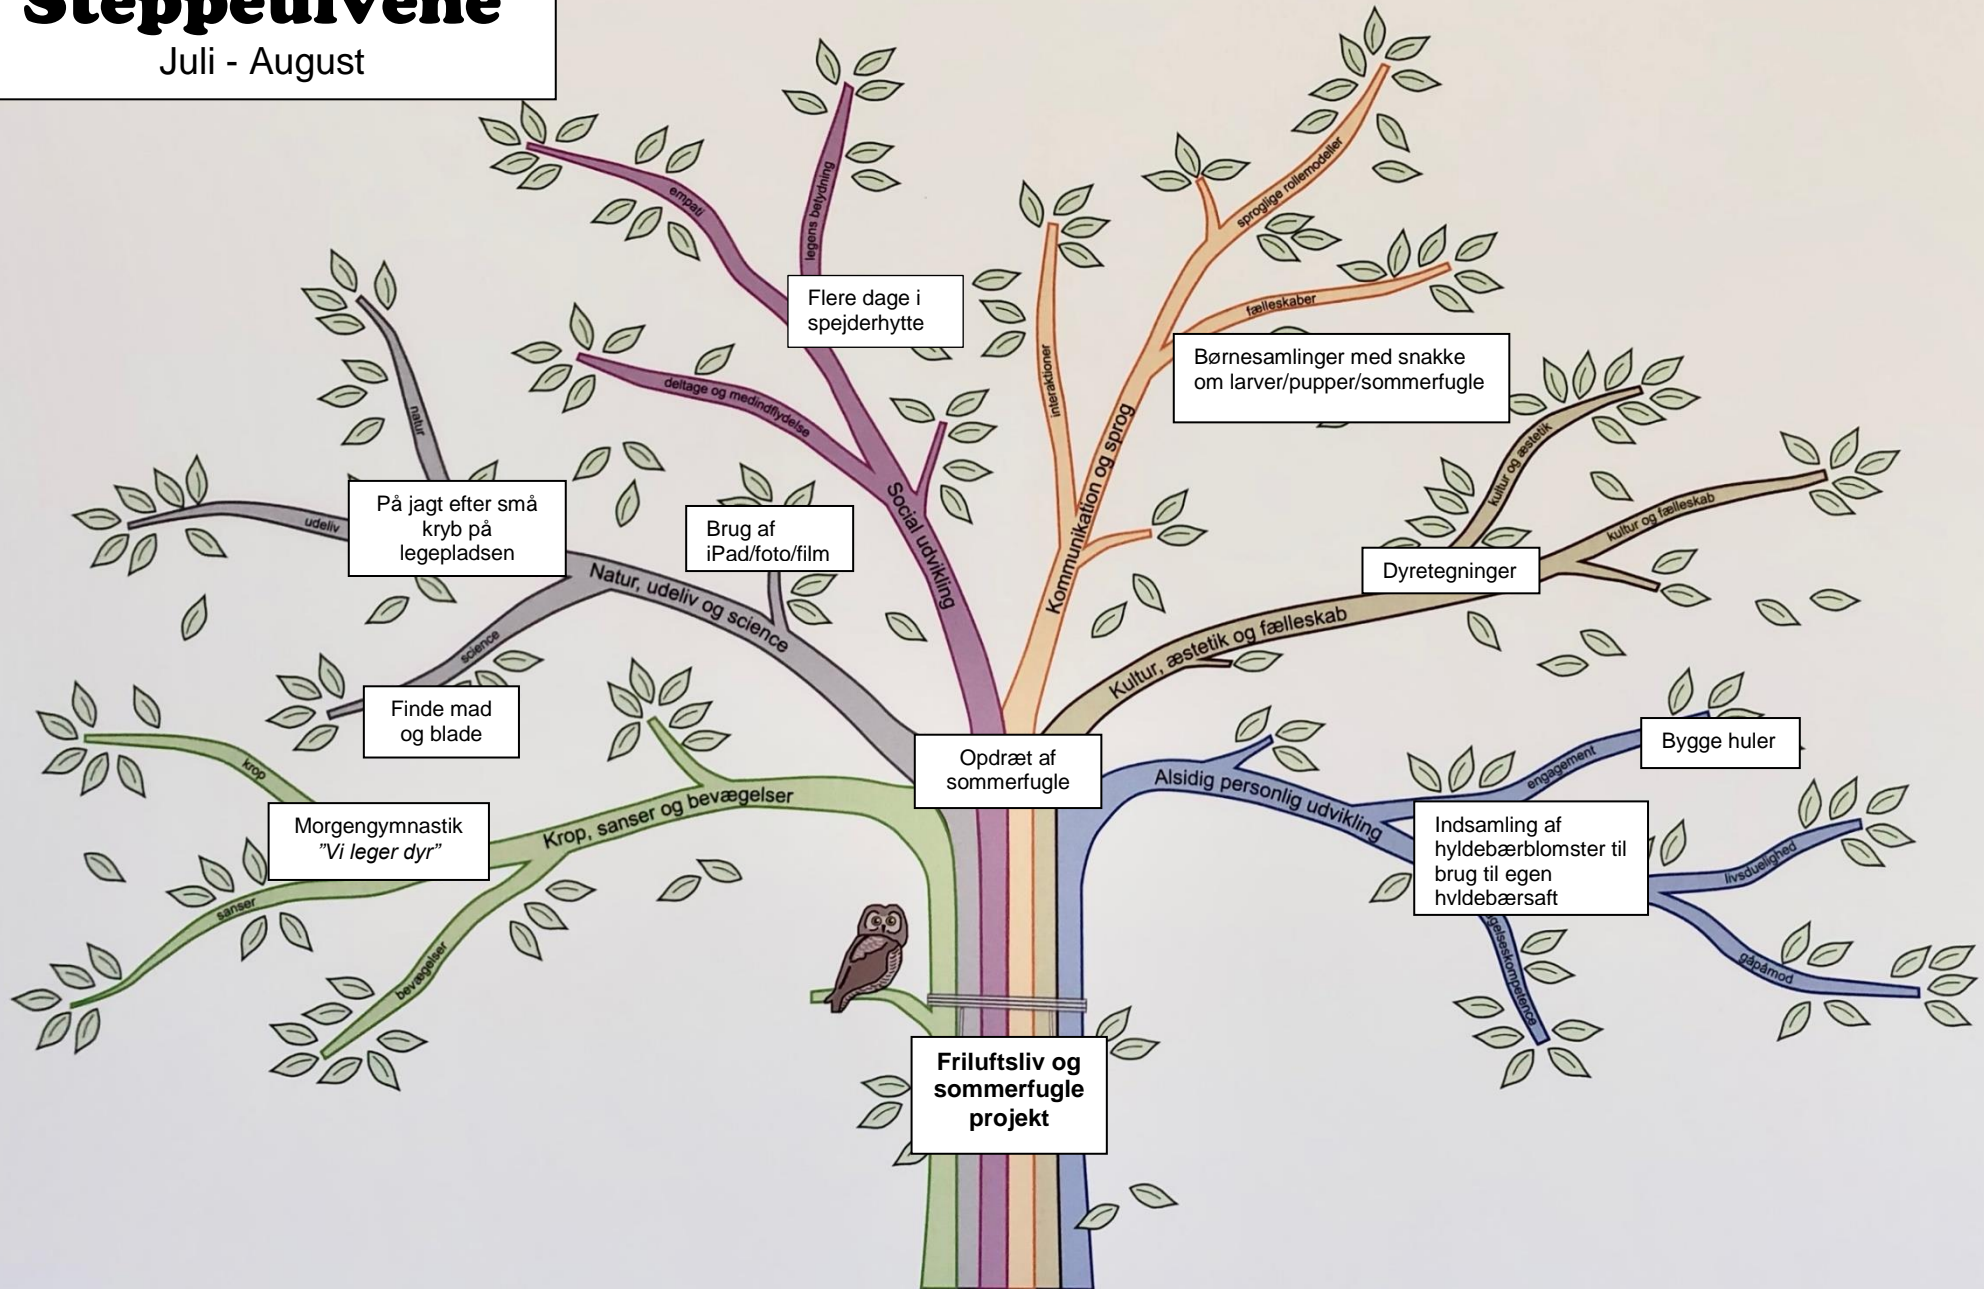 Steppeulvene
Juli - August
empati
legens betydning
Flere dage i
spejderhytte
deltage og medindflydelse
Social udvikling
sproglige rollemodeller
fælleskaber
interaktioner
Kommunikation og sprog
Børnesamlinger med snakke
om larver/pupper/sommerfugle
natur
udeliv
På jagt efter små
kryb på
legepladsen
Brug af
iPad/foto/film
Natur, udeliv og science
science
Finde mad
og blade
kultur og æstetik
kultur og fælleskab
Dyretegninger
Kultur, æstetik og fælleskab
krop
Morgengymnastik
”Vi leger dyr”
Krop, sanser og bevægelser
sanser
bevægelser
Opdræt af
sommerfugle
Alsidig personlig udvikling
engagement
Bygge huler
Indsamling af
hyldebærblomster til
brug til egen
hyldebærsaft
livsduelighed
gåpåmod
gelseskompetence
Friluftsliv og
sommerfugle
projekt